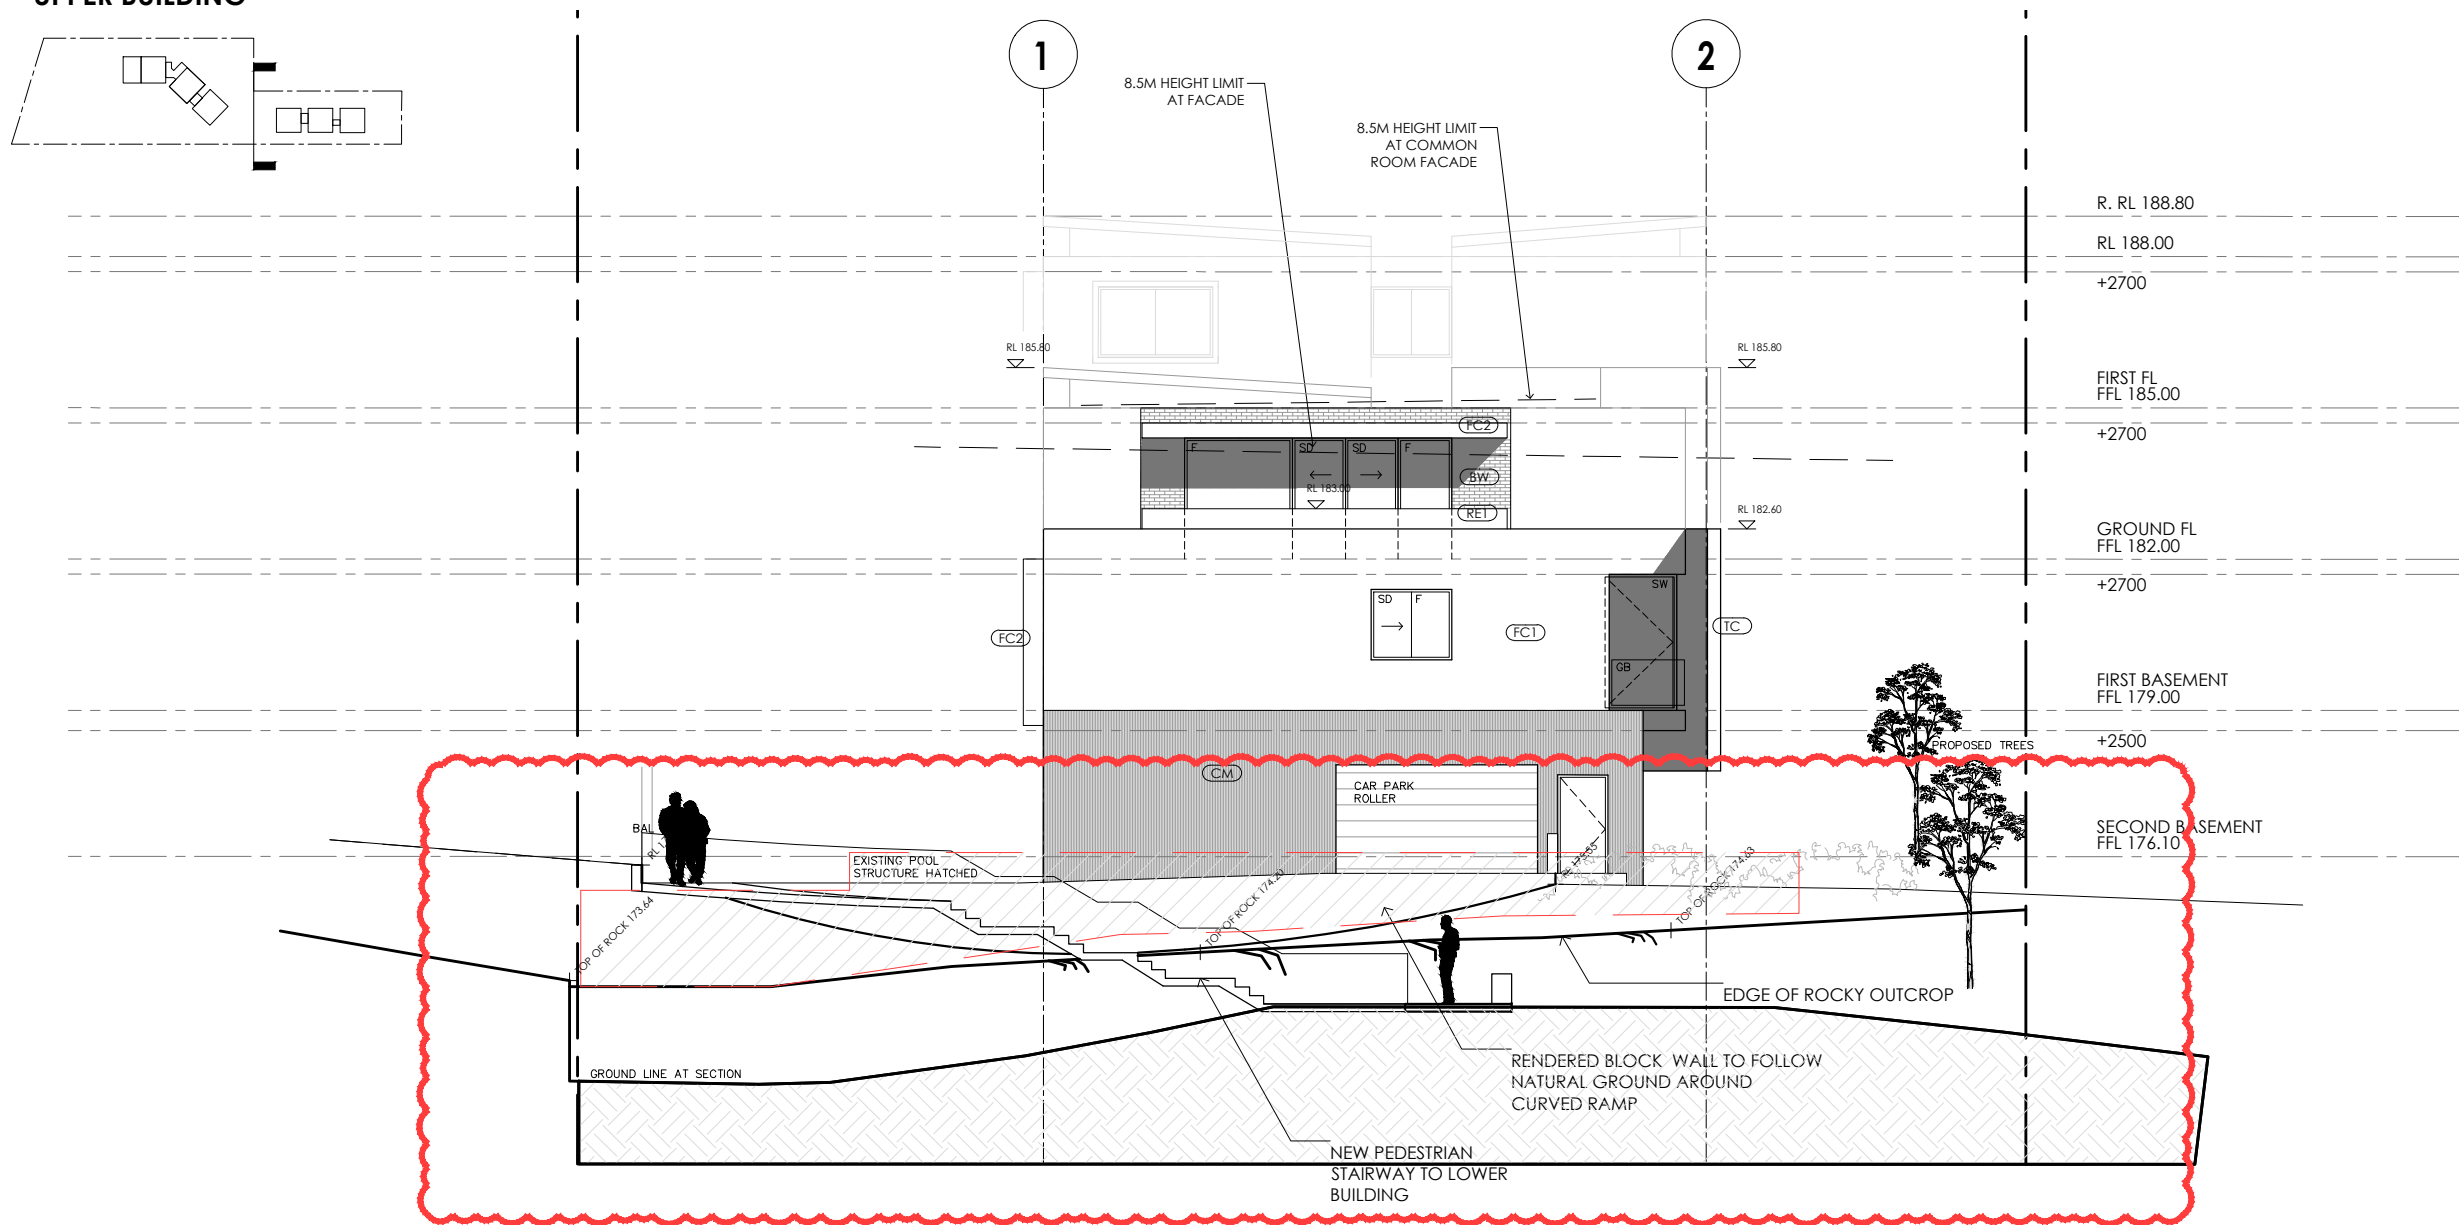 UPPER BUILDING
1
2
8.5M HEIGHT LIMIT
AT FACADE
8.5M HEIGHT LIMIT
AT COMMON
ROOM FACADE
R. RL 188.80
RL 188.00
+2700
RL 185.80
RL 185.80
FIRST FL
FFL 185.00
+2700
FC2
F
SD
SD
F
BW
RL 183.00
RE1
RL 182.60
GROUND FL
FFL 182.00
+2700
SW
SD
F
FC2
FC1
TC
GB
FIRST BASEMENT
FFL 179.00
+2500
PROPOSED TREES
CM
CAR PARK
ROLLER
BAL
SECOND BASEMENT
FFL 176.10
EXISTING POOL
STRUCTURE HATCHED
TOP OF ROCK 173.64
TOP OF ROCK 174.20
TOP OF ROCK 174.63
EDGE OF ROCKY OUTCROP
RENDERED BLOCK WALL TO FOLLOW
NATURAL GROUND AROUND
CURVED RAMP
GROUND LINE AT SECTION
NEW PEDESTRIAN
STAIRWAY TO LOWER
BUILDING